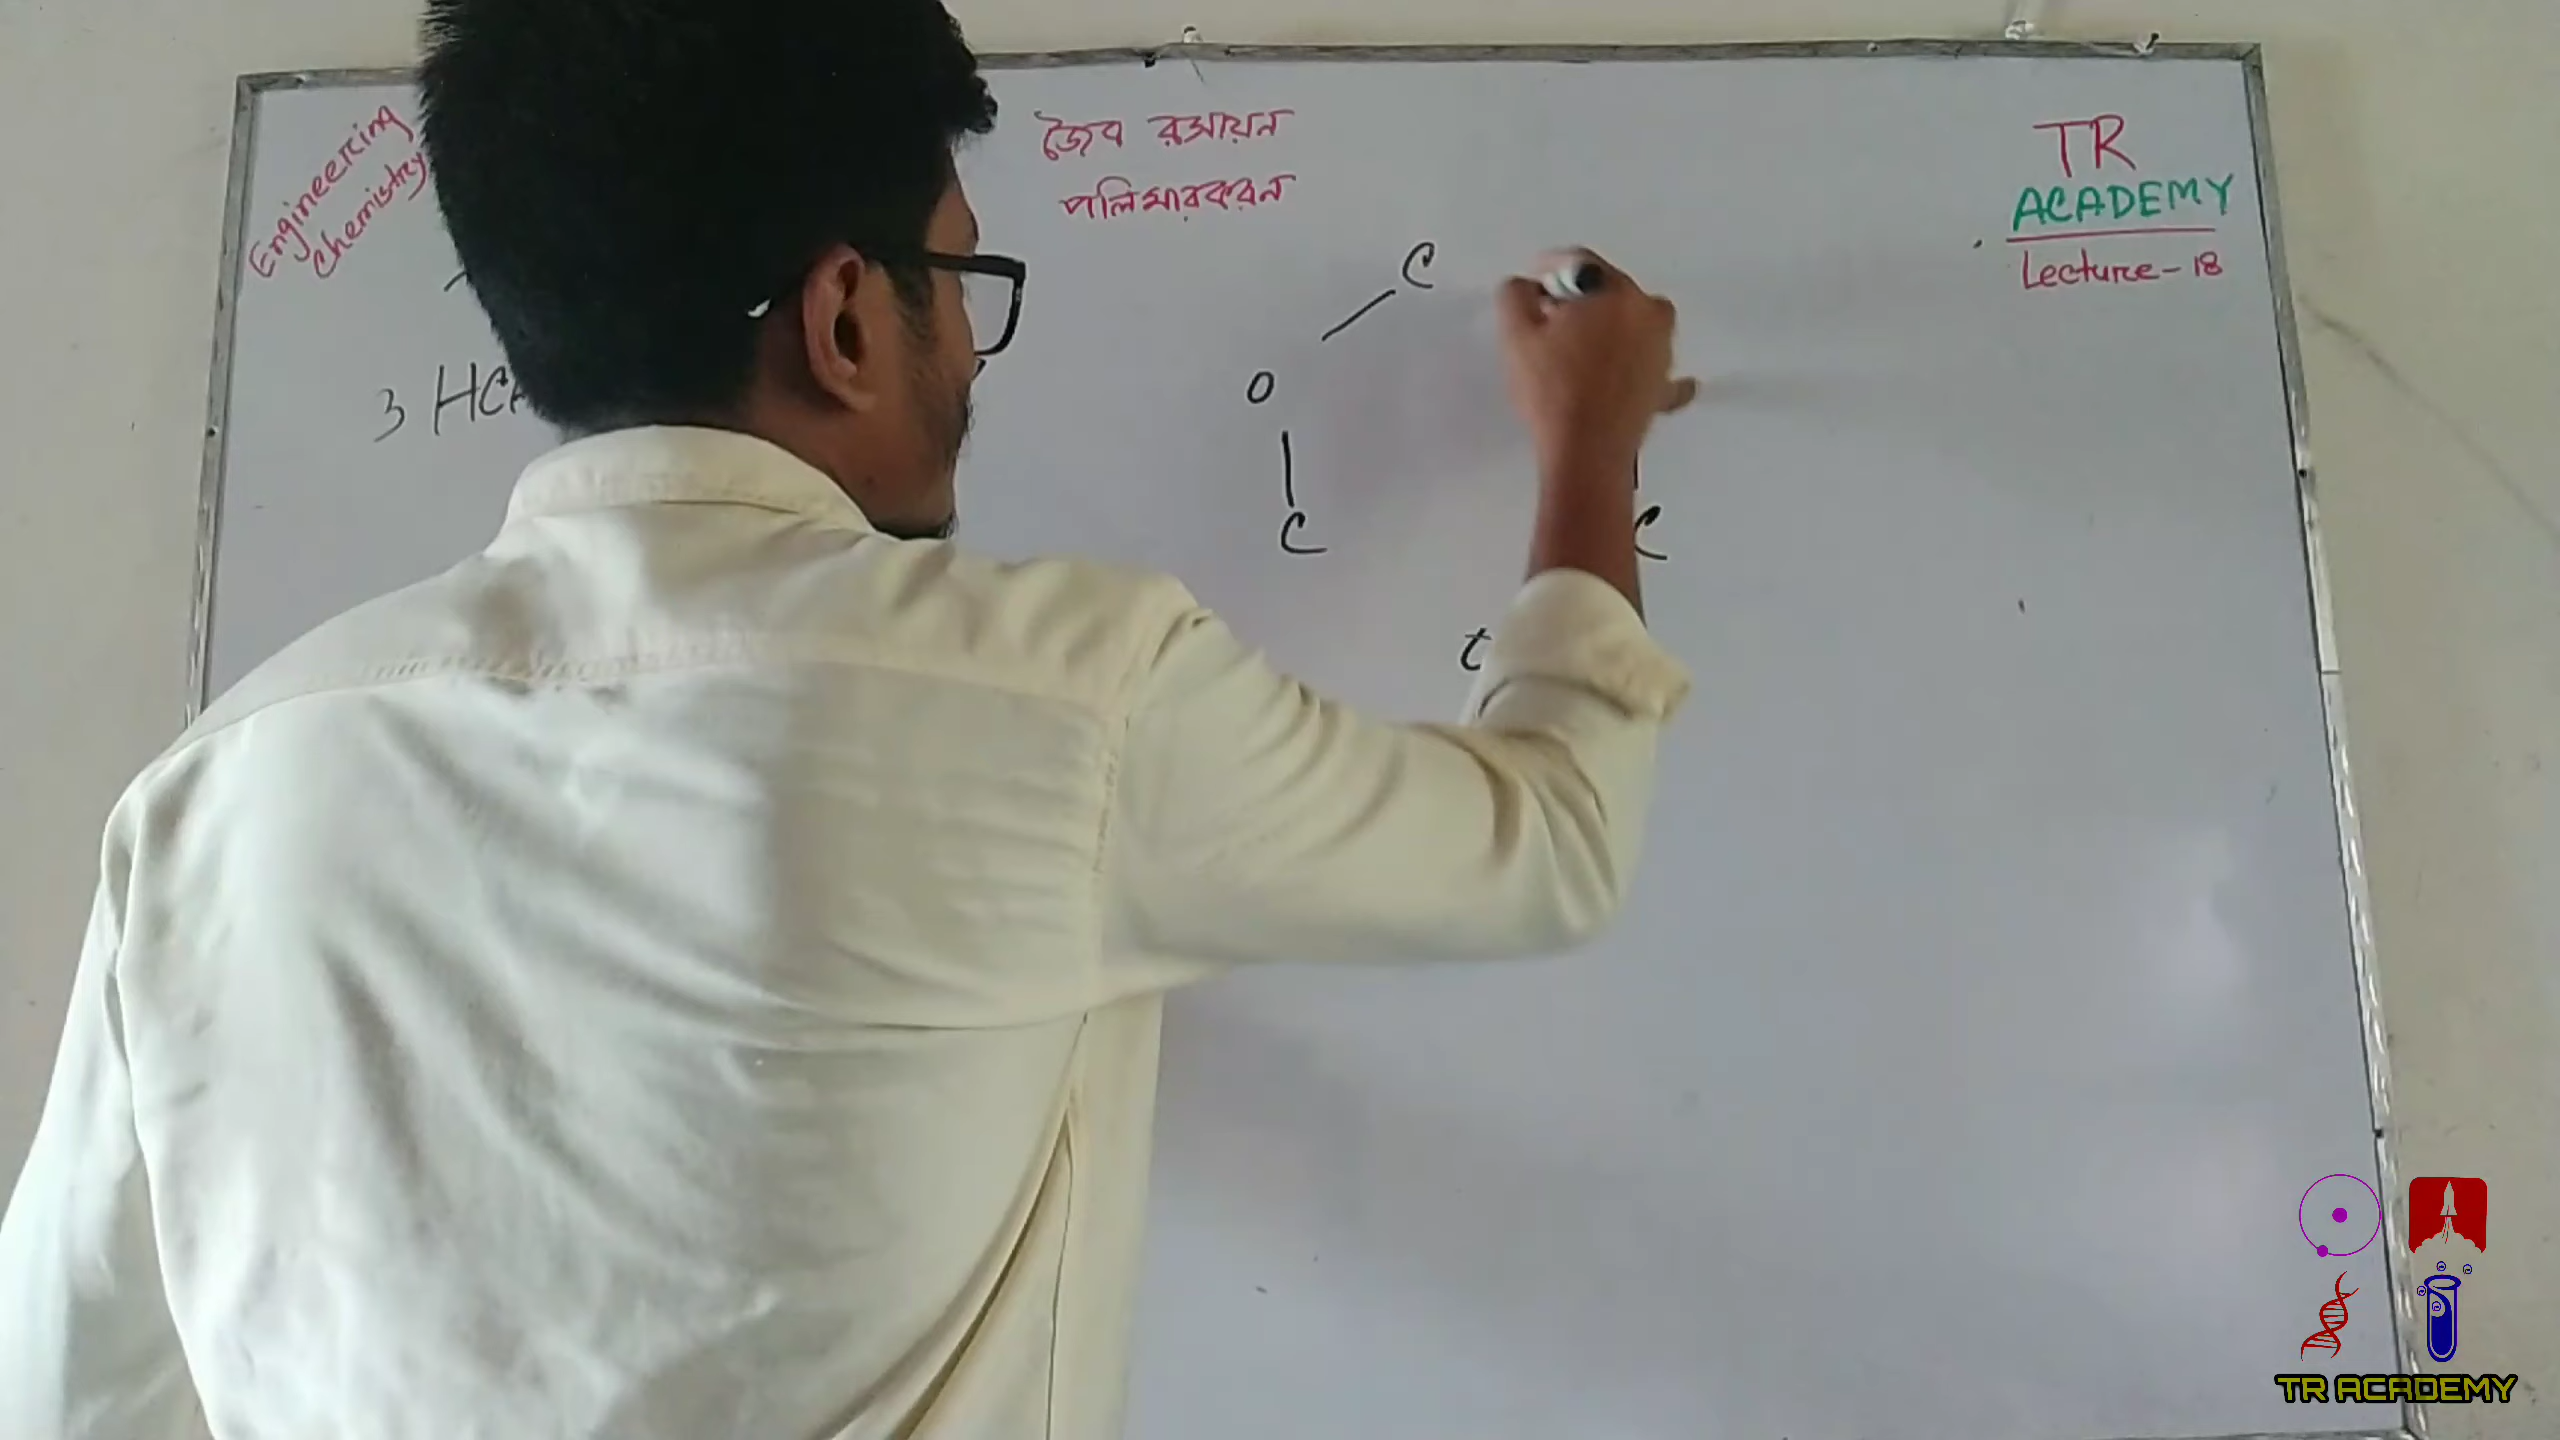 Engineering
Chemistry
জৈব রসায়ন
পলিমারকরন
TR
ACADEMY
Lecture-18
C
3 HC
O
C
C
TR ACADEMY